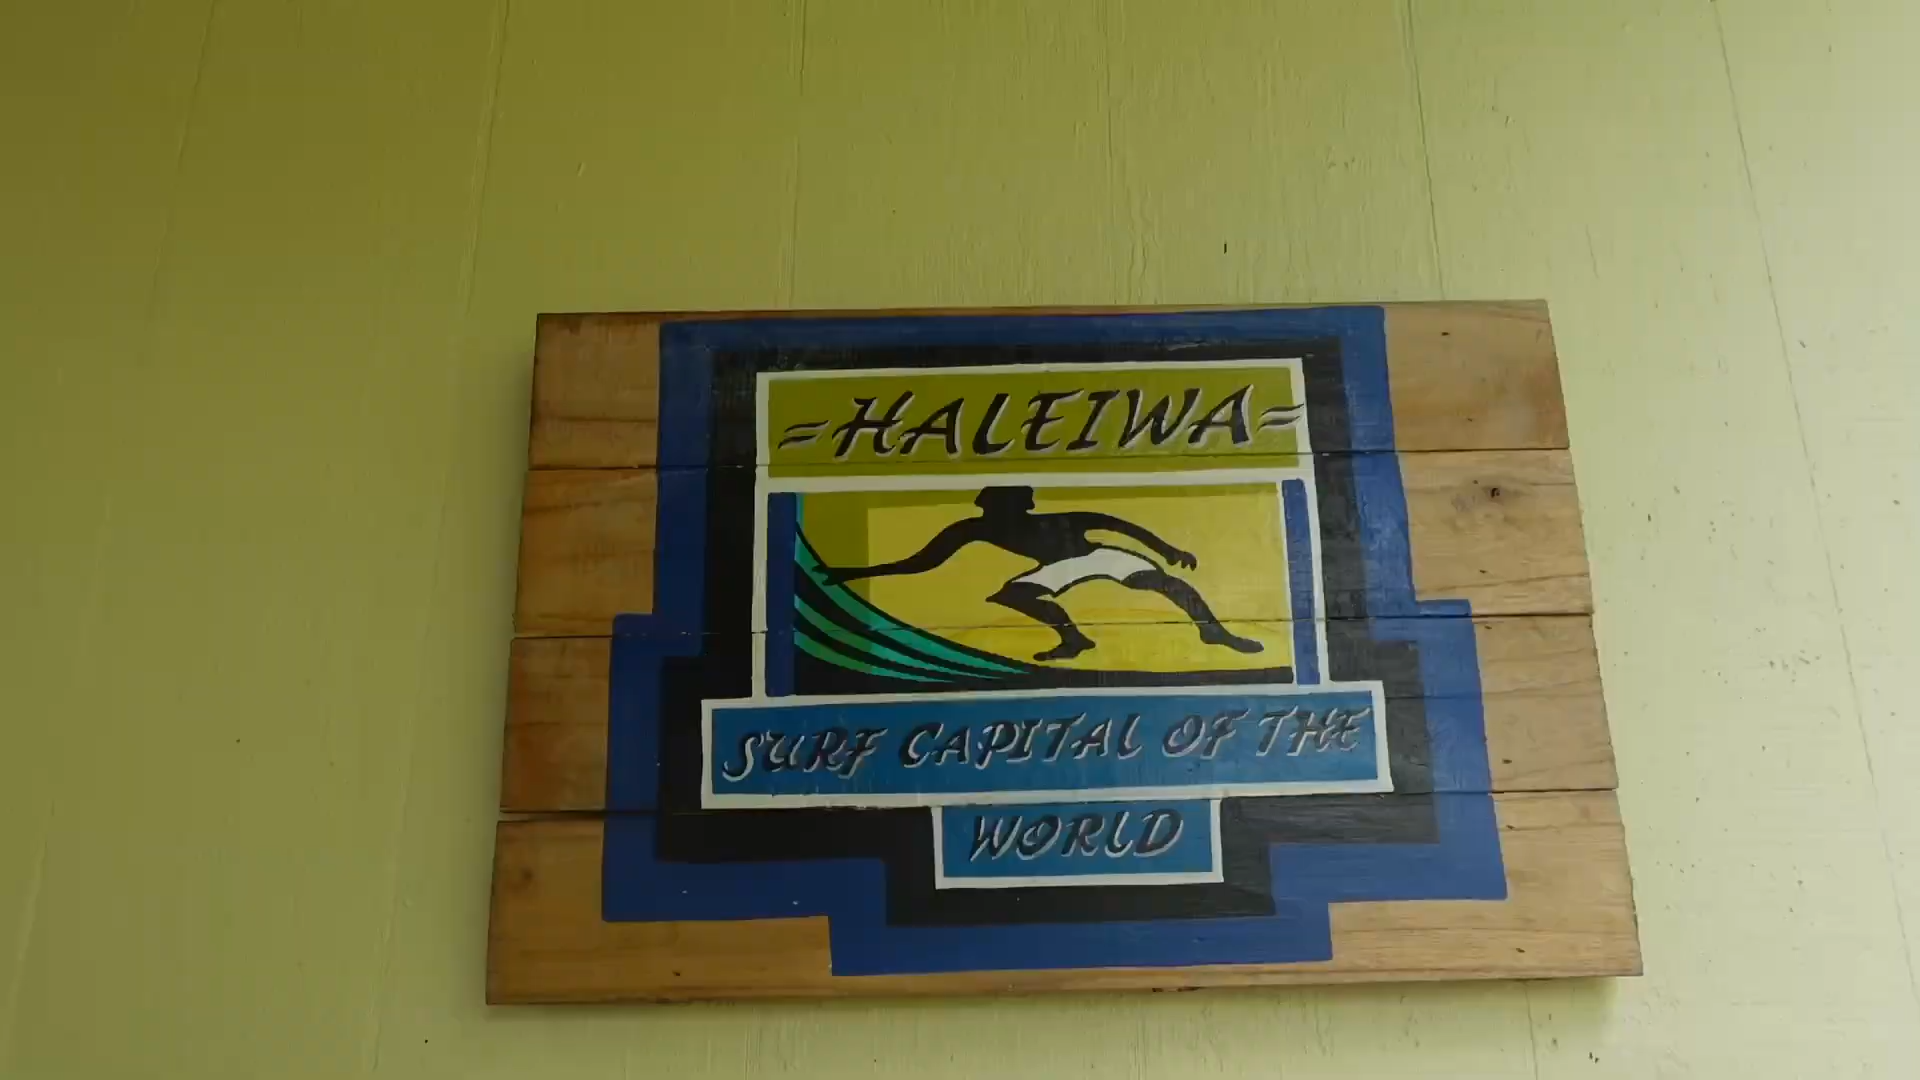 =HALEIWA=
SURF CAPITAL OF THE
WORLD